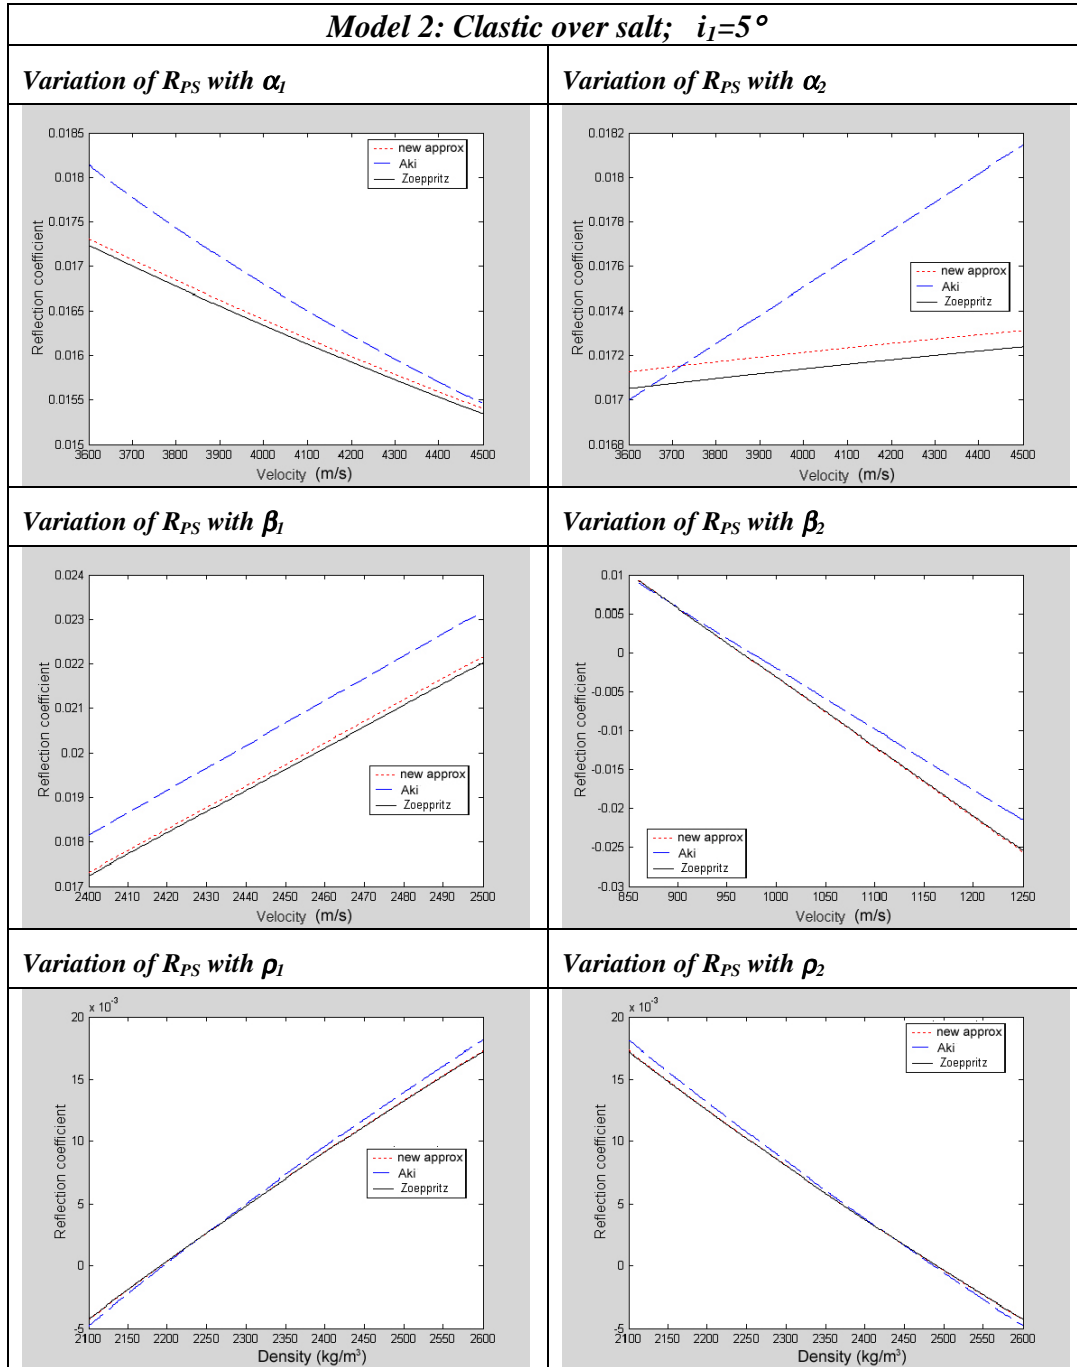 Model 2: Clastic over salt; i1=5°
Variation of RPS with α1
Variation of RPS with α2
0.0185
0.018
0.0175
0.017
0.0165
0.016
0.0155
0.015
Reflection coefficient
new approx
Aki
Zoeppritz
3600 3700 3800 3900 4000 4100 4200 4300 4400 4500
Velocity (m/s)
0.0182
0.018
0.0178
0.0176
0.0174
0.0172
0.017
0.0168
Reflection coefficient
new approx
Aki
Zoeppritz
3600 3700 3800 3900 4000 4100 4200 4300 4400 4500
Velocity (m/s)
Variation of RPS with β1
Variation of RPS with β2
0.024
0.023
0.022
0.021
0.02
0.019
0.018
0.017
Reflection coefficient
new approx
Aki
Zoeppritz
2400 2410 2420 2430 2440 2450 2460 2470 2480 2490 2500
Velocity (m/s)
0.01
0.005
0
-0.005
-0.01
-0.015
-0.02
-0.025
-0.03
Reflection coefficient
new approx
Aki
Zoeppritz
850 900 950 1000 1050 1100 1150 1200 1250
Velocity (m/s)
Variation of RPS with ρ1
Variation of RPS with ρ2
x 10-3
20
15
10
5
0
-5
Reflection coefficient
new approx
Aki
Zoeppritz
2100 2150 2200 2250 2300 2350 2400 2450 2500 2550 2600
Density (kg/m3)
x 10-3
20
15
10
5
0
-5
Reflection coefficient
new approx
Aki
Zoeppritz
2100 2150 2200 2250 2300 2350 2400 2450 2500 2550 2600
Density (kg/m3)